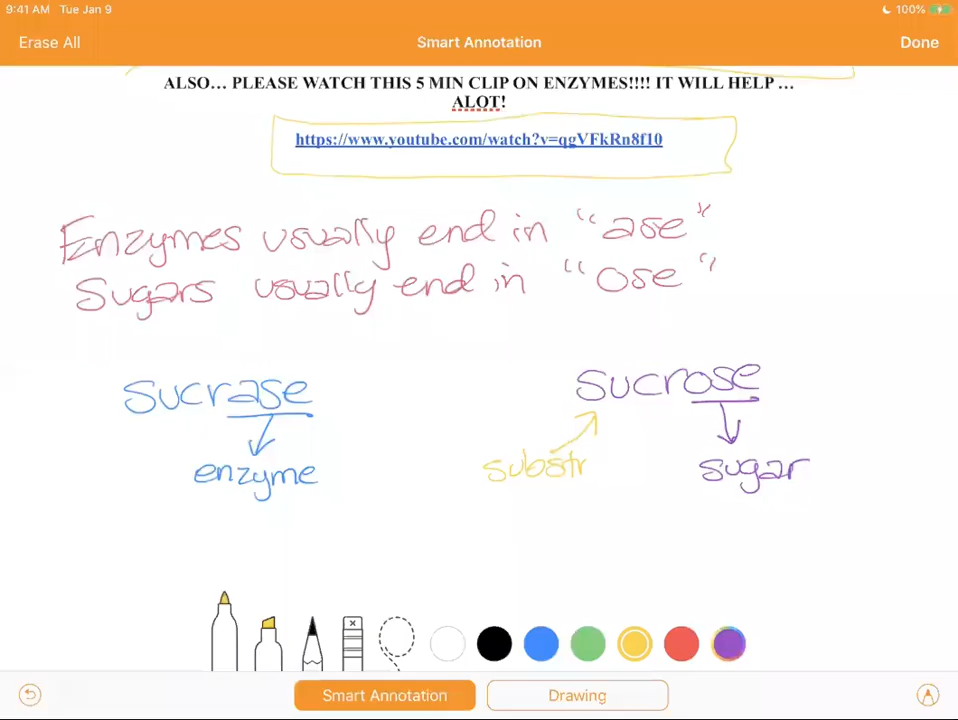 9:41 AM Tue Jan 9 100%
Erase All Smart Annotation Done
ALSO… PLEASE WATCH THIS 5 MIN CLIP ON ENZYMES!!!! IT WILL HELP …
ALOT!
https://www.youtube.com/watch?v=qgVFkRn8f10
Enzymes usually end in "ase"
Sugars usually end in "ose"
sucrase sucrose
enzyme substr sugar
Smart Annotation Drawing